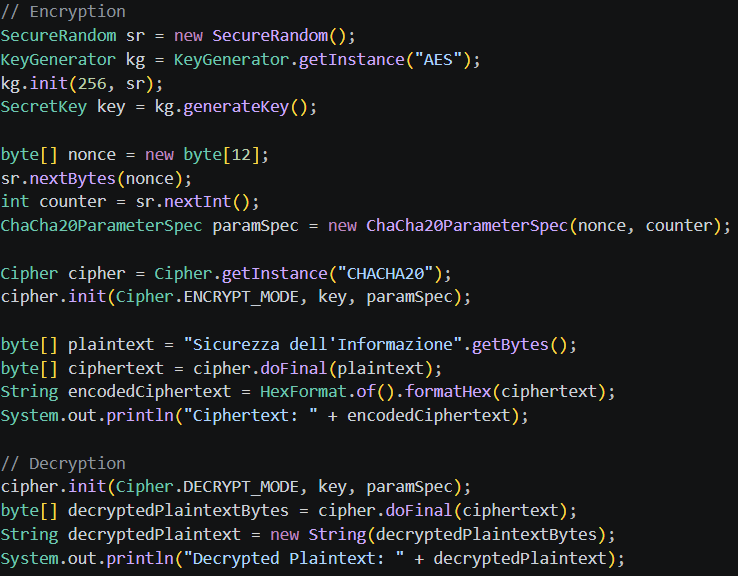 // Encryption
SecureRandom sr = new SecureRandom();
KeyGenerator kg = KeyGenerator.getInstance("AES");
kg.init(256, sr);
SecretKey key = kg.generateKey();
byte[] nonce = new byte[12];
sr.nextBytes(nonce);
int counter = sr.nextInt();
ChaCha20ParameterSpec paramSpec = new ChaCha20ParameterSpec(nonce, counter);
Cipher cipher = Cipher.getInstance("CHACHA20");
cipher.init(Cipher.ENCRYPT_MODE, key, paramSpec);
byte[] plaintext = "Sicurezza dell'Informazione".getBytes();
byte[] ciphertext = cipher.doFinal(plaintext);
String encodedCiphertext = HexFormat.of().formatHex(ciphertext);
System.out.println("Ciphertext: " + encodedCiphertext);
// Decryption
cipher.init(Cipher.DECRYPT_MODE, key, paramSpec);
byte[] decryptedPlaintextBytes = cipher.doFinal(ciphertext);
String decryptedPlaintext = new String(decryptedPlaintextBytes);
System.out.println("Decrypted Plaintext: " + decryptedPlaintext);